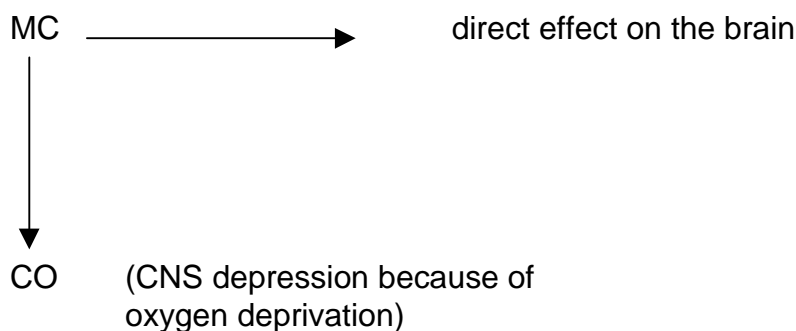 MC direct effect on the brain
CO (CNS depression because of
oxygen deprivation)